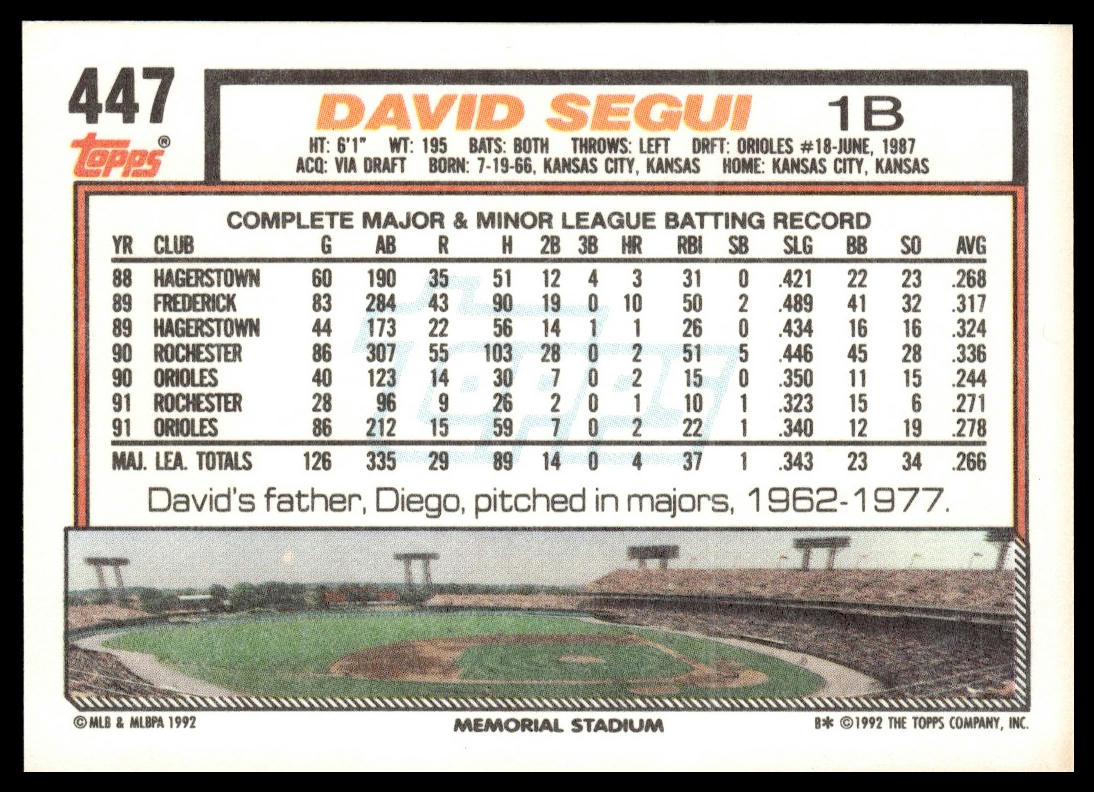 447
DAVID SEGUI 1B
topps®
HT: 6'1" WT: 195 BATS: BOTH THROWS: LEFT DRFT: ORIOLES #18-JUNE, 1987
ACQ: VIA DRAFT BORN: 7-19-66, KANSAS CITY, KANSAS HOME: KANSAS CITY, KANSAS
COMPLETE MAJOR & MINOR LEAGUE BATTING RECORD
YR CLUB G AB R H 2B 3B HR RBI SB SLG BB SO AVG
88 HAGERSTOWN 60 190 35 51 12 4 3 31 0 .421 22 23 .268
89 FREDERICK 83 284 43 90 19 0 10 50 2 .489 41 32 .317
89 HAGERSTOWN 44 173 22 56 14 1 1 26 0 .434 16 16 .324
90 ROCHESTER 86 307 55 103 28 0 2 51 5 .446 45 28 .336
90 ORIOLES 40 123 14 30 7 0 2 15 0 .350 11 15 .244
91 ROCHESTER 28 96 9 26 2 0 1 10 1 .323 15 6 .271
91 ORIOLES 86 212 15 59 7 0 2 22 1 .340 12 19 .278
MAJ. LEA. TOTALS 126 335 29 89 14 0 4 37 1 .343 23 34 .266
topps
David's father, Diego, pitched in majors, 1962-1977.
© MLB & MLBPA 1992 MEMORIAL STADIUM B* © 1992 THE TOPPS COMPANY, INC.